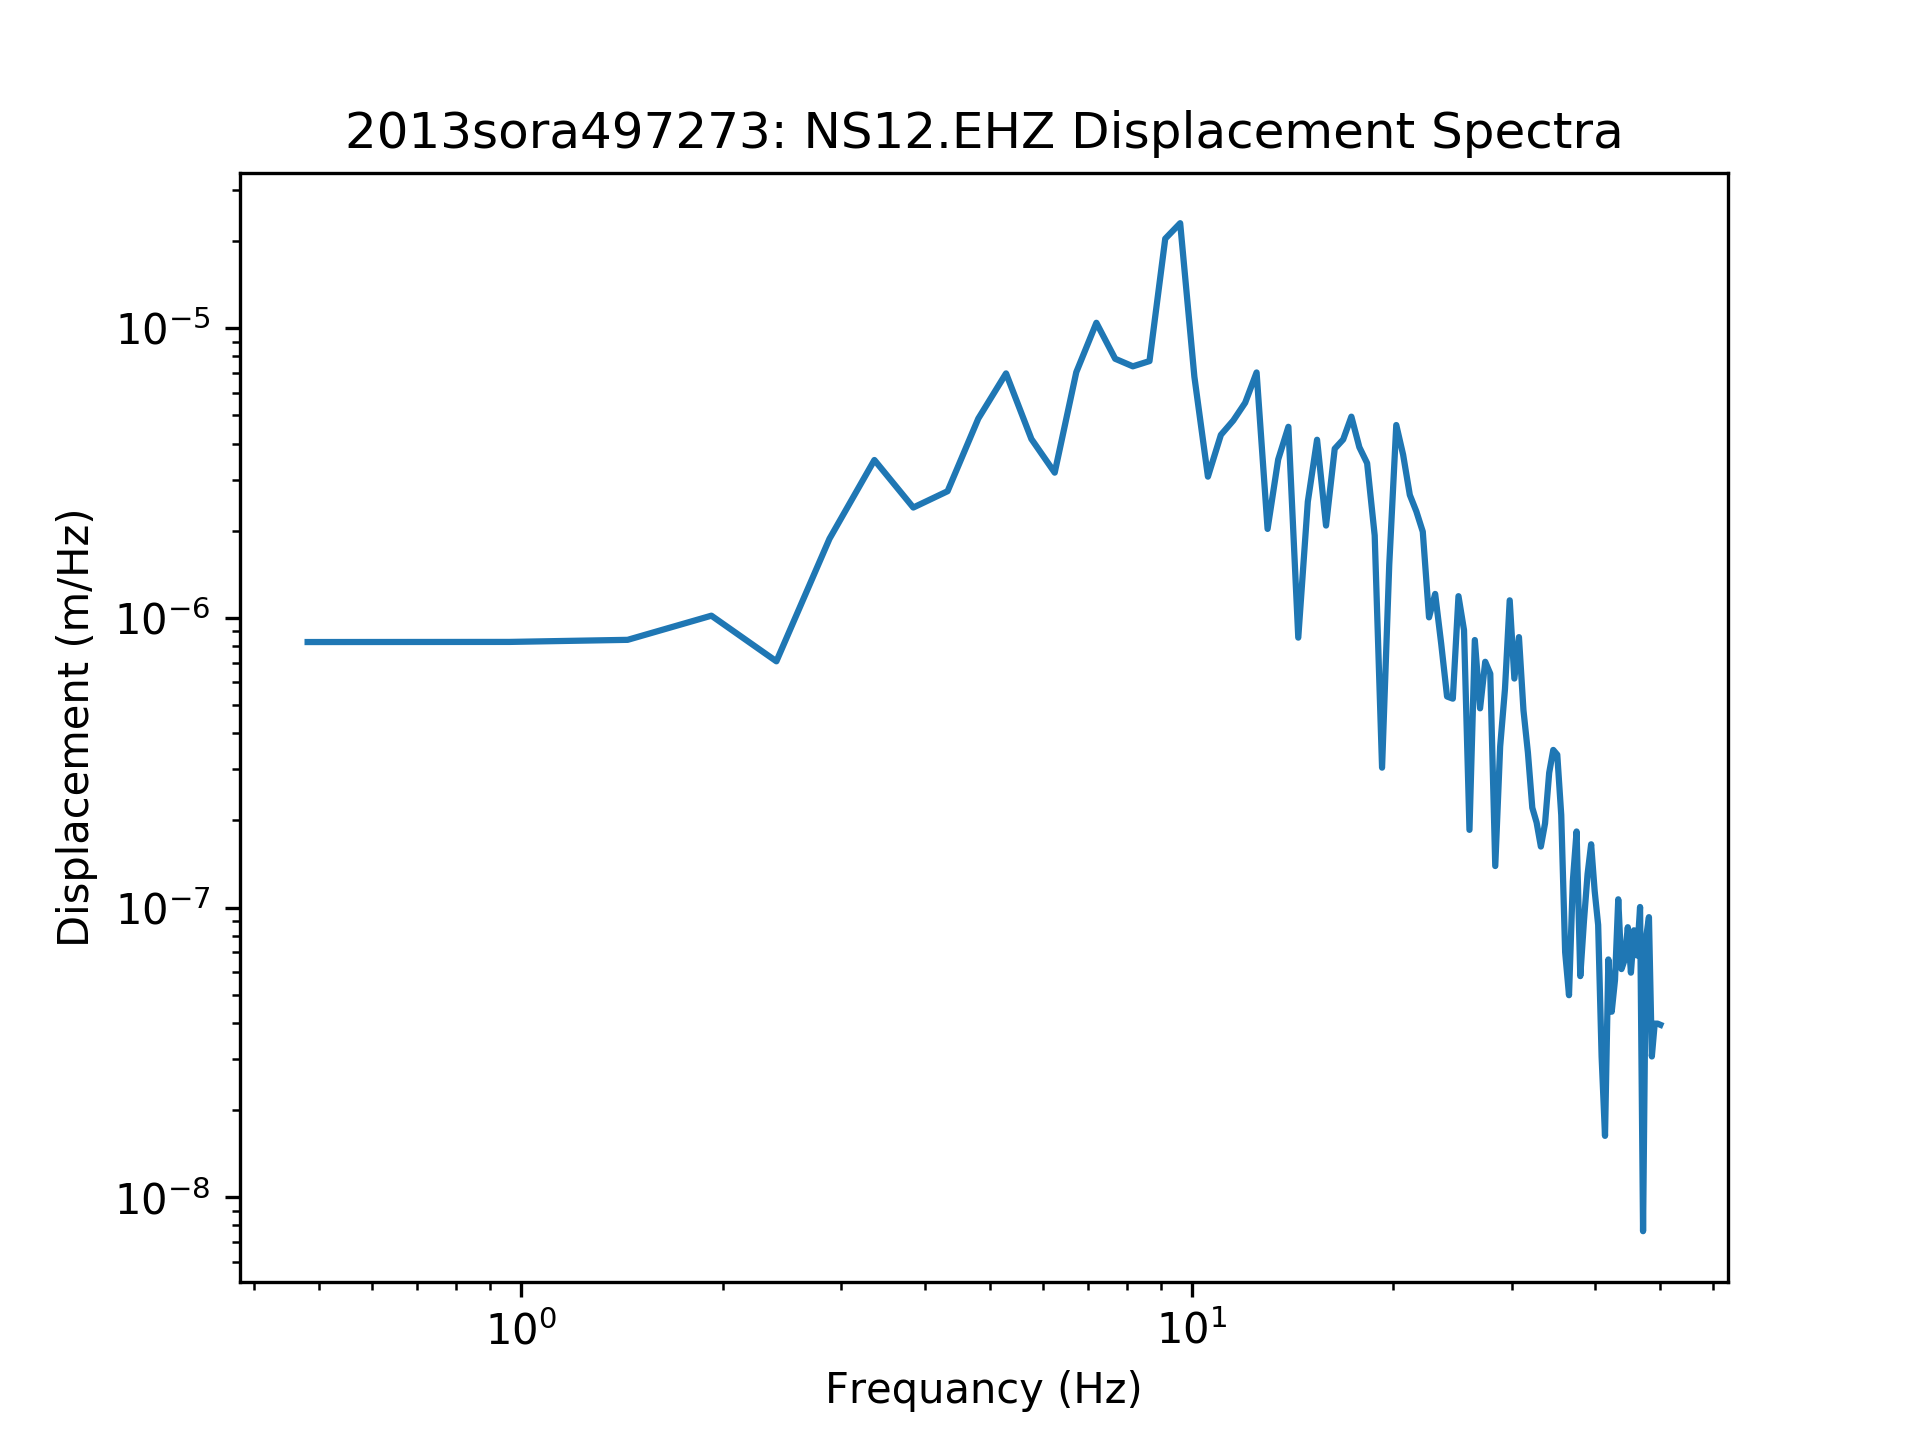 2013sora497273: NS12.EHZ Displacement Spectra
Displacement (m/Hz)
10⁻⁵
10⁻⁶
10⁻⁷
10⁻⁸
10⁰
10¹
Frequancy (Hz)